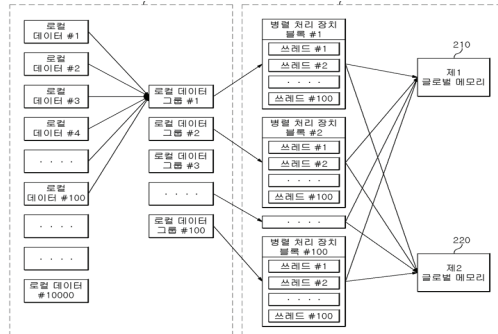 로컬
데이터 #1
로컬
데이터 #2
로컬
데이터 #3
로컬
데이터 #4
. . . .
로컬
데이터 #100
. . . .
. . . .
로컬 데이터
#10000
로컬 데이터
그룹 #1
로컬 데이터
그룹 #2
로컬 데이터
그룹 #3
. . . .
로컬 데이터
그룹 #100
병렬 처리 장치
블록 #1
쓰레드 #1
쓰레드 #2
. . . .
쓰레드 #100
병렬 처리 장치
블록 #2
쓰레드 #1
쓰레드 #2
. . . .
쓰레드 #100
. . . .
병렬 처리 장치
블록 #100
쓰레드 #1
쓰레드 #2
. . . .
쓰레드 #100
210
제1
글로벌 메모리
220
제2
글로벌 메모리